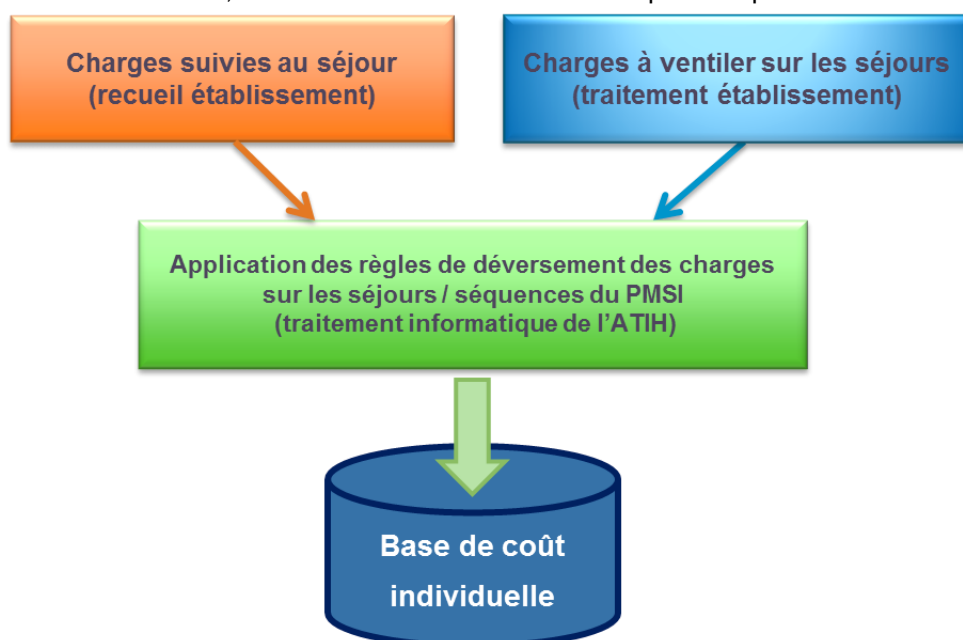 Charges suivies au séjour
(recueil établissement)
Charges à ventiler sur les séjours
(traitement établissement)
Application des règles de déversement des charges
sur les séjours / séquences du PMSI
(traitement informatique de l’ATIH)
Base de coût
individuelle